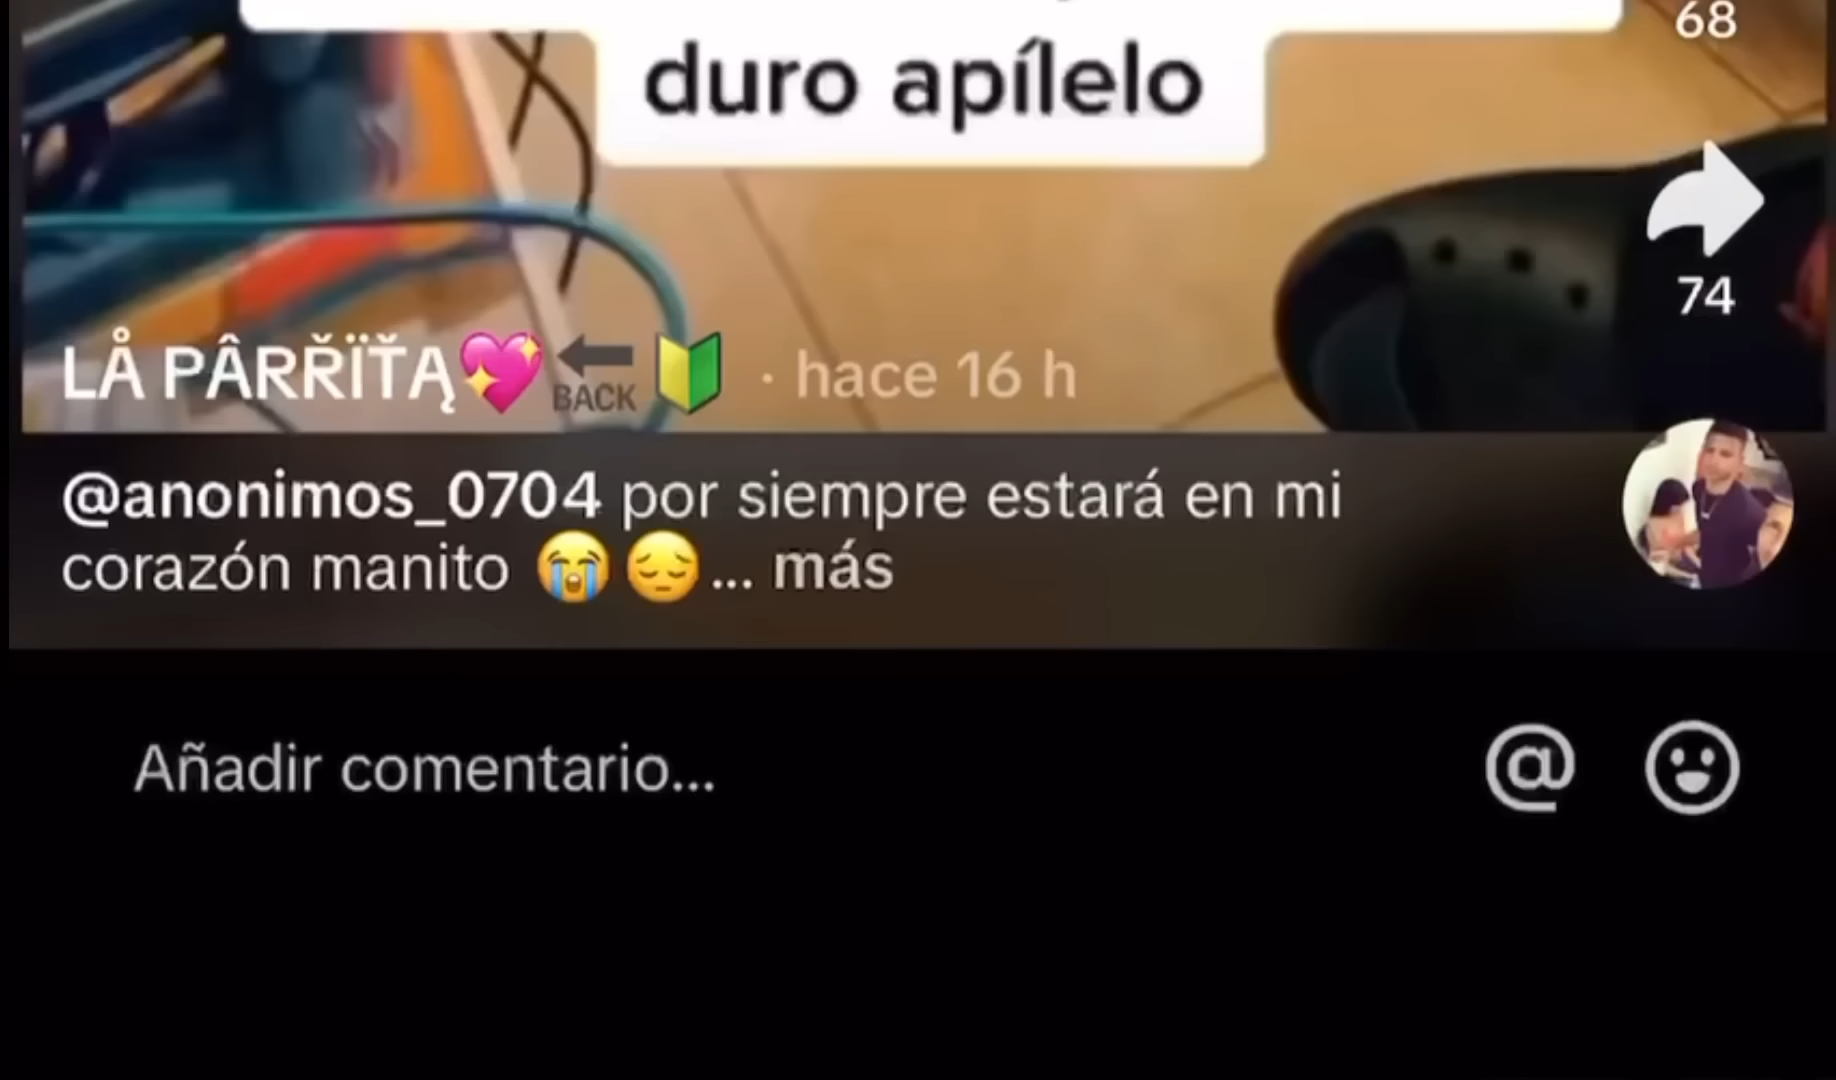 68
duro apílelo
74
LÅ PÂRŘÏŤĄ💖🔙🔰 · hace 16 h
@anonimos_0704 por siempre estará en mi
corazón manito 😭😔... más
Añadir comentario...